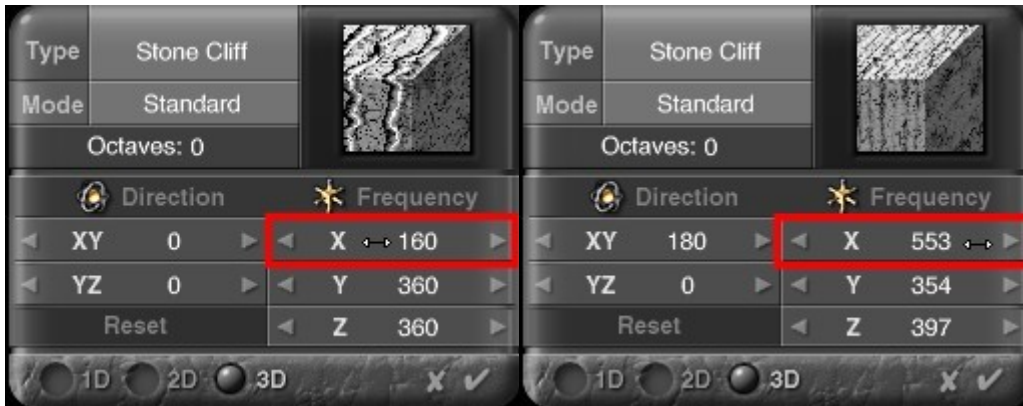 Type Stone Cliff
Mode Standard
Octaves: 0
Direction Frequency
XY 0 X 160
YZ 0 Y 360
Reset Z 360
1D 2D 3D
Type Stone Cliff
Mode Standard
Octaves: 0
Direction Frequency
XY 180 X 553
YZ 0 Y 354
Reset Z 397
1D 2D 3D